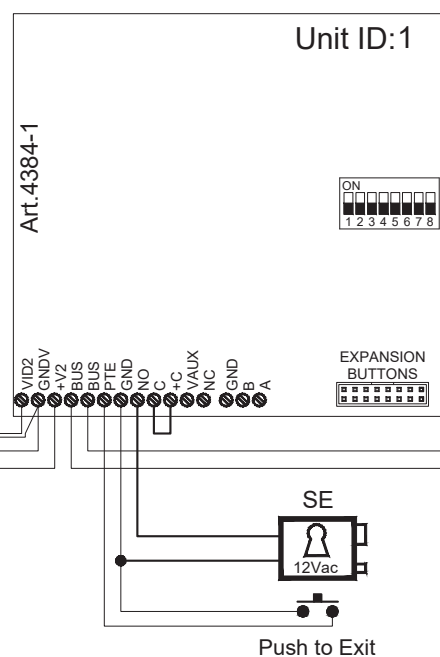 Unit ID:1
Art.4384-1
ON
1 2 3 4 5 6 7 8
EXPANSION
BUTTONS
VID2
GNDV
+V2
BUS
BUS
PTE
GND
NO
C
+C
VAUX
NC
GND
B
A
SE
12Vac
Push to Exit